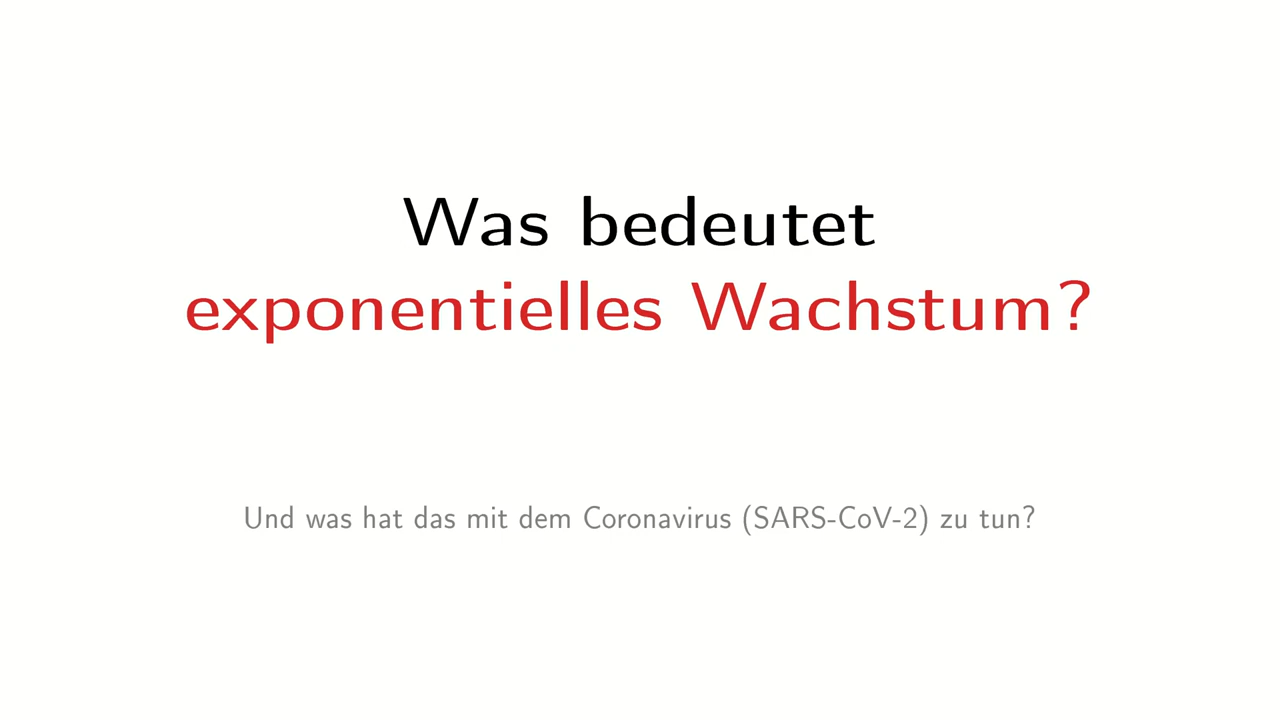 Was bedeutet
exponentielles Wachstum?
Und was hat das mit dem Coronavirus (SARS-CoV-2) zu tun?